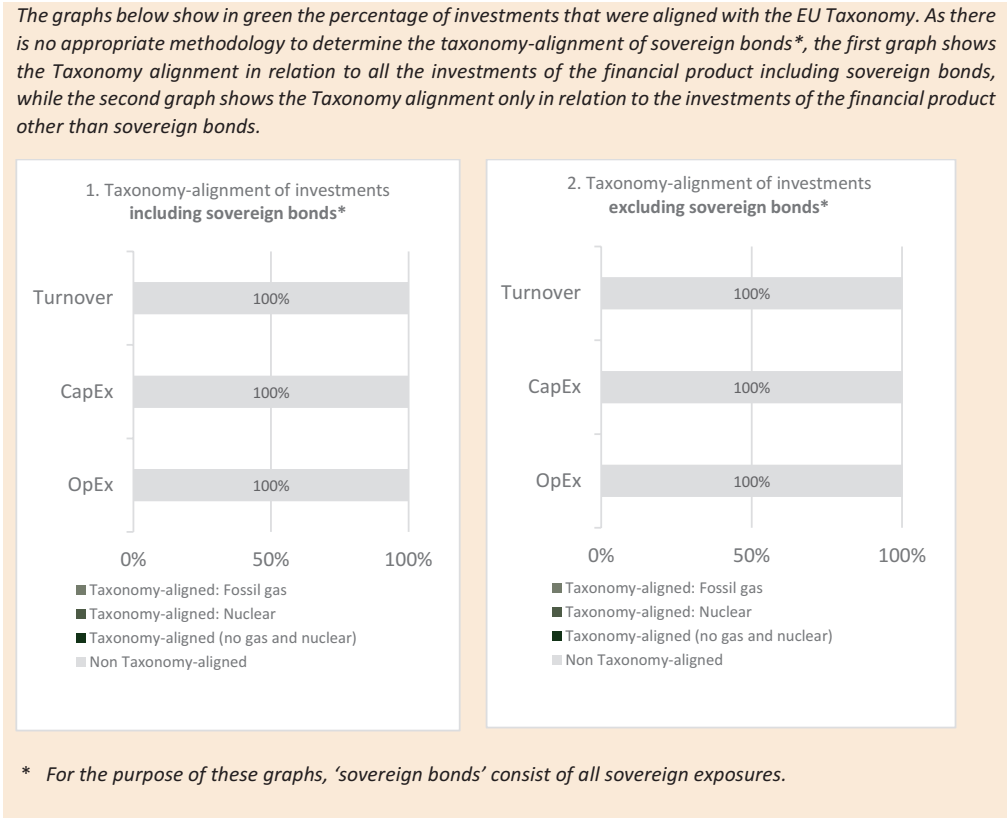 The graphs below show in green the percentage of investments that were aligned with the EU Taxonomy. As there
is no appropriate methodology to determine the taxonomy-alignment of sovereign bonds*, the first graph shows
the Taxonomy alignment in relation to all the investments of the financial product including sovereign bonds,
while the second graph shows the Taxonomy alignment only in relation to the investments of the financial product
other than sovereign bonds.
1. Taxonomy-alignment of investments
including sovereign bonds*
Turnover
100%
CapEx
100%
OpEx
100%
0% 50% 100%
Taxonomy-aligned: Fossil gas
Taxonomy-aligned: Nuclear
Taxonomy-aligned (no gas and nuclear)
Non Taxonomy-aligned
2. Taxonomy-alignment of investments
excluding sovereign bonds*
Turnover
100%
CapEx
100%
OpEx
100%
0% 50% 100%
Taxonomy-aligned: Fossil gas
Taxonomy-aligned: Nuclear
Taxonomy-aligned (no gas and nuclear)
Non Taxonomy-aligned
* For the purpose of these graphs, ‘sovereign bonds’ consist of all sovereign exposures.